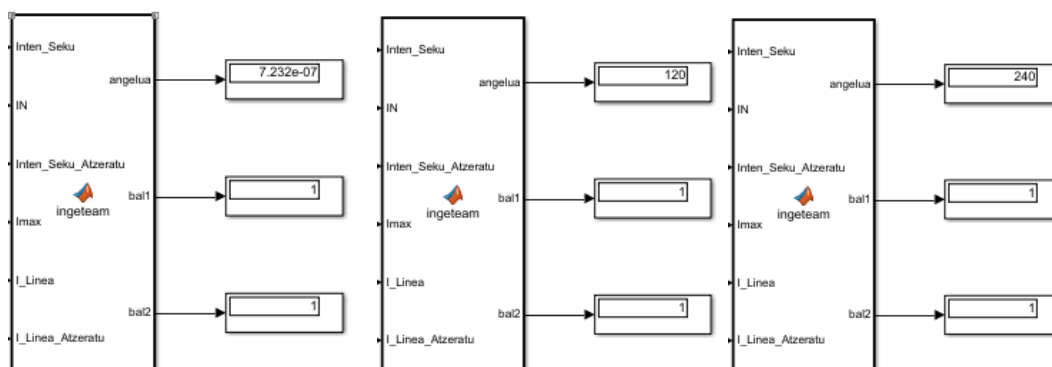 Inten_Seku
angelua
7.232e-07
IN
Inten_Seku_Atzeratu
bal1
1
ingeteam
Imax
I_Linea
bal2
1
I_Linea_Atzeratu
Inten_Seku
angelua
120
IN
Inten_Seku_Atzeratu
bal1
1
ingeteam
Imax
I_Linea
bal2
1
I_Linea_Atzeratu
Inten_Seku
angelua
240
IN
Inten_Seku_Atzeratu
bal1
1
ingeteam
Imax
I_Linea
bal2
1
I_Linea_Atzeratu